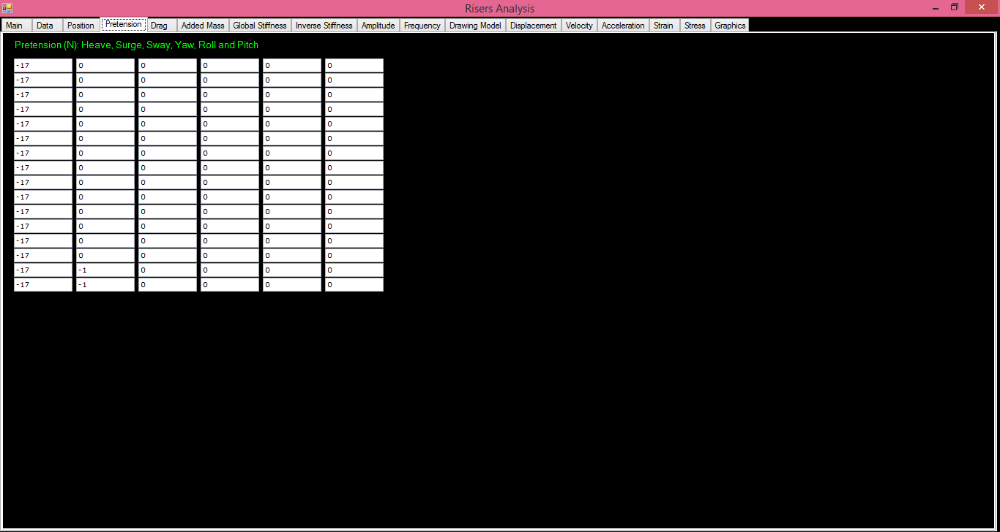 Risers Analysis
Main Data Position Pretension Drag Added Mass Global Stiffness Inverse Stiffness Amplitude Frequency Drawing Model Displacement Velocity Acceleration Strain Stress Graphics
Pretension (N): Heave, Surge, Sway, Yaw, Roll and Pitch
-17 0 0 0 0 0
-17 0 0 0 0 0
-17 0 0 0 0 0
-17 0 0 0 0 0
-17 0 0 0 0 0
-17 0 0 0 0 0
-17 0 0 0 0 0
-17 0 0 0 0 0
-17 0 0 0 0 0
-17 0 0 0 0 0
-17 0 0 0 0 0
-17 0 0 0 0 0
-17 0 0 0 0 0
-17 0 0 0 0 0
-17 -1 0 0 0 0
-17 -1 0 0 0 0